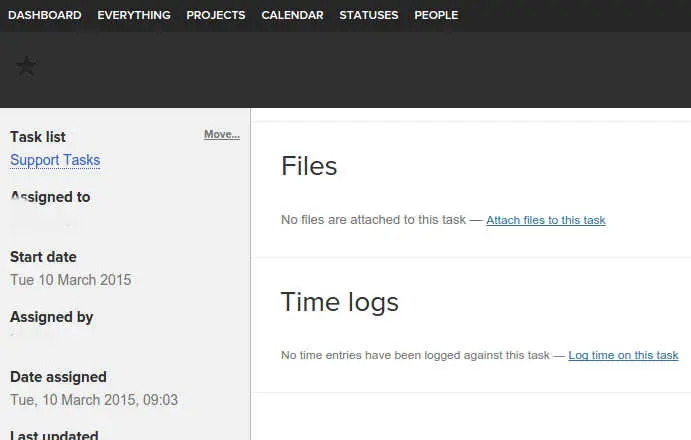 DASHBOARD EVERYTHING PROJECTS CALENDAR STATUSES PEOPLE
Task list Move...
Support Tasks
Assigned to
Start date
Tue 10 March 2015
Assigned by
Date assigned
Tue, 10 March 2015, 09:03
Last updated
Files
No files are attached to this task — Attach files to this task
Time logs
No time entries have been logged against this task — Log time on this task